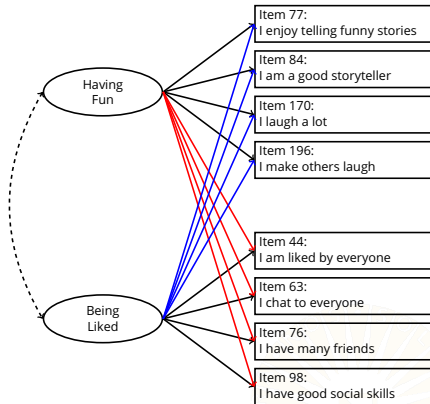 Having
Fun
Item 77:
I enjoy telling funny stories
Item 84:
I am a good storyteller
Item 170:
I laugh a lot
Item 196:
I make others laugh
Being
Liked
Item 44:
I am liked by everyone
Item 63:
I chat to everyone
Item 76:
I have many friends
Item 98:
I have good social skills